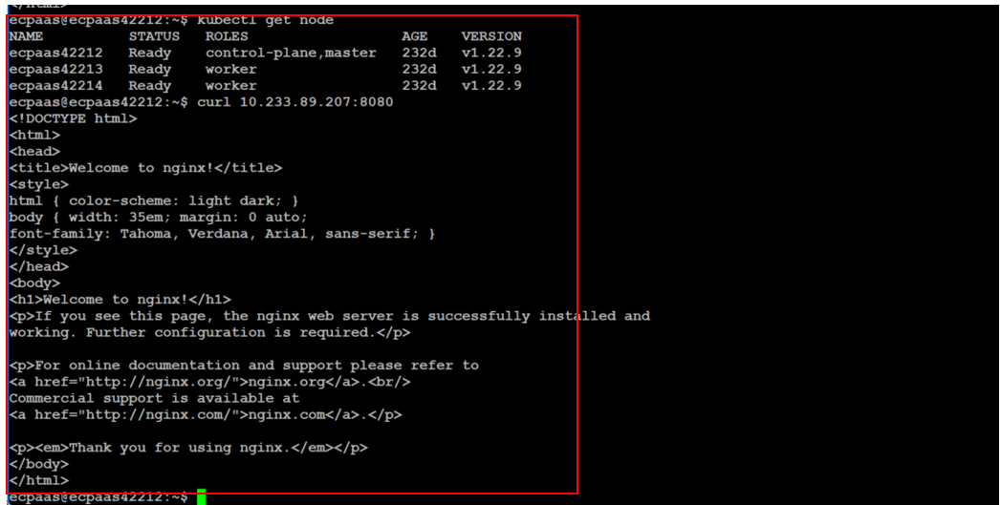 </html>
ecpaas@ecpaas42212:~$ kubectl get node
NAME STATUS ROLES AGE VERSION
ecpaas42212 Ready control-plane,master 232d v1.22.9
ecpaas42213 Ready worker 232d v1.22.9
ecpaas42214 Ready worker 232d v1.22.9
ecpaas@ecpaas42212:~$ curl 10.233.89.207:8080
<!DOCTYPE html>
<html>
<head>
<title>Welcome to nginx!</title>
<style>
html { color-scheme: light dark; }
body { width: 35em; margin: 0 auto;
font-family: Tahoma, Verdana, Arial, sans-serif; }
</style>
</head>
<body>
<h1>Welcome to nginx!</h1>
<p>If you see this page, the nginx web server is successfully installed and
working. Further configuration is required.</p>
<p>For online documentation and support please refer to
<a href="http://nginx.org/">nginx.org</a>.<br/>
Commercial support is available at
<a href="http://nginx.com/">nginx.com</a>.</p>
<p><em>Thank you for using nginx.</em></p>
</body>
</html>
ecpaas@ecpaas42212:~$